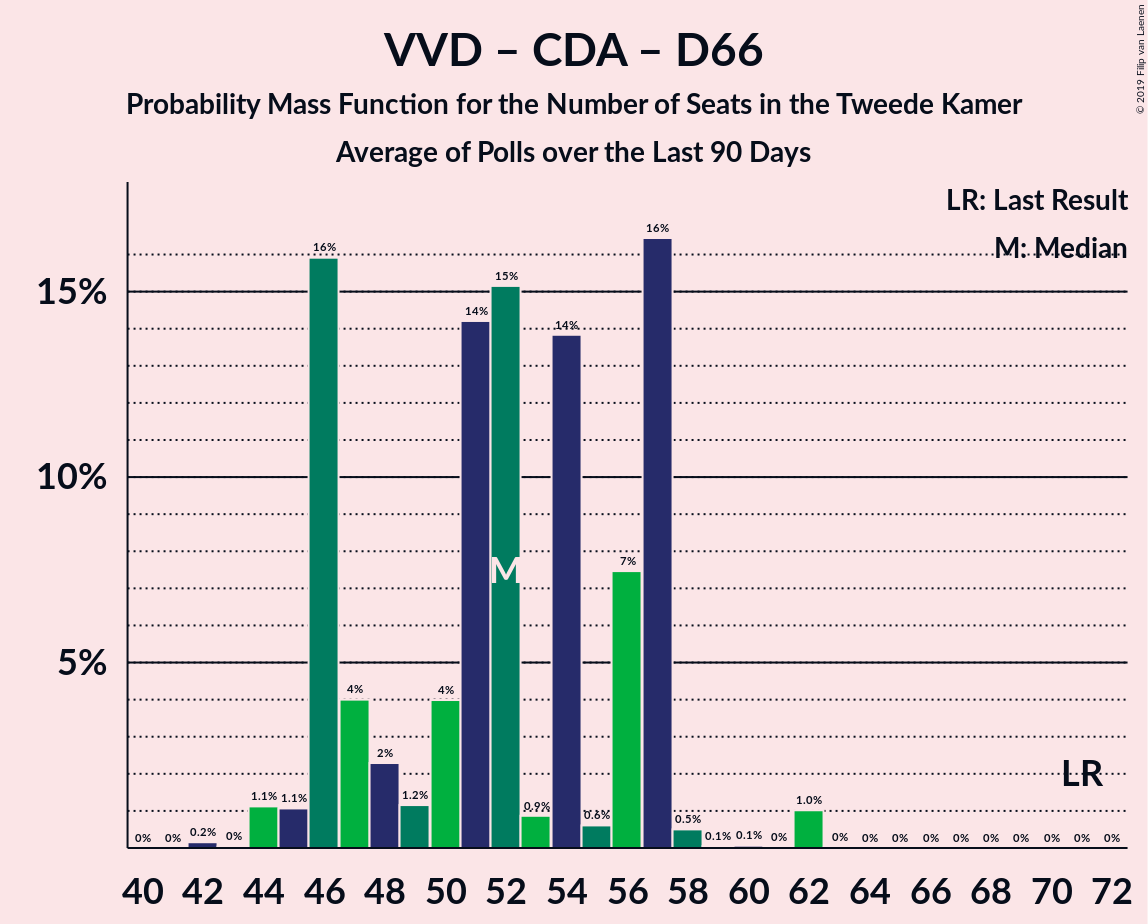 VVD – CDA – D66
Probability Mass Function for the Number of Seats in the Tweede Kamer
Average of Polls over the Last 90 Days
© 2019 Filip van Laenen
LR: Last Result
M: Median
15%
10%
5%
0% 0% 0.2% 0% 1.1% 1.1% 16% 4% 2% 1.2% 4% 14% 15% 0.9% 14% 0.6% 7% 16% 0.5% 0.1% 0.1% 0% 1.0% 0% 0% 0% 0% 0% 0% 0% 0% 0% 0%
M
LR
40 42 44 46 48 50 52 54 56 58 60 62 64 66 68 70 72